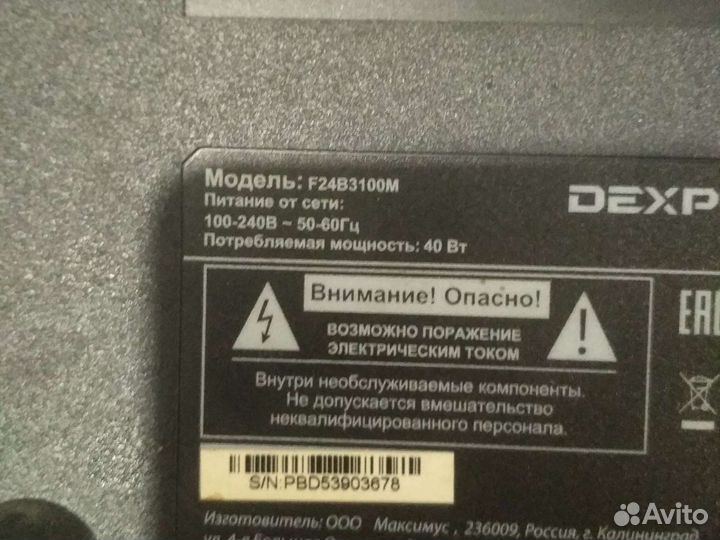 Модель: F24B3100M
Питание от сети:
100-240В ~ 50-60Гц
Потребляемая мощность: 40 Вт
DEXP
Внимание! Опасно!
ВОЗМОЖНО ПОРАЖЕНИЕ
ЭЛЕКТРИЧЕСКИМ ТОКОМ
Внутри необслуживаемые компоненты.
Не допускается вмешательство
неквалифицированного персонала.
EAC
S/N:PBD53903678
Изготовитель: ООО Максимус , 236009, Россия, г. Калининград
Avito